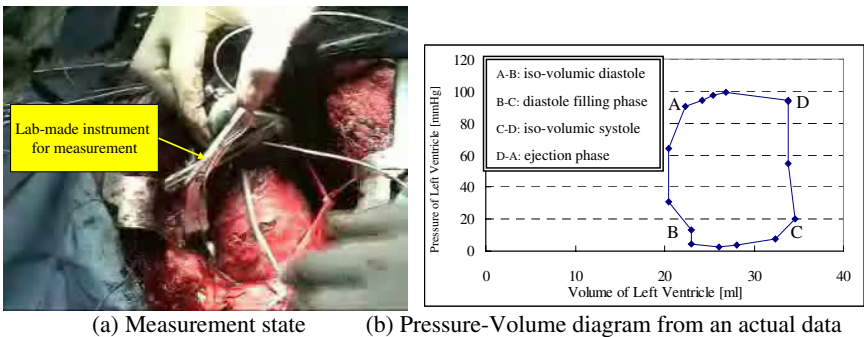 Lab-made instrument
for measurement
A-B: iso-volumic diastole
B-C: diastole filling phase
C-D: iso-volumic systole
D-A: ejection phase
Pressure of Left Ventricle [mmHg]
120
100
80
60
40
20
0
A
D
B
C
0
10
20
30
40
Volume of Left Ventricle [ml]
(a) Measurement state
(b) Pressure-Volume diagram from an actual data